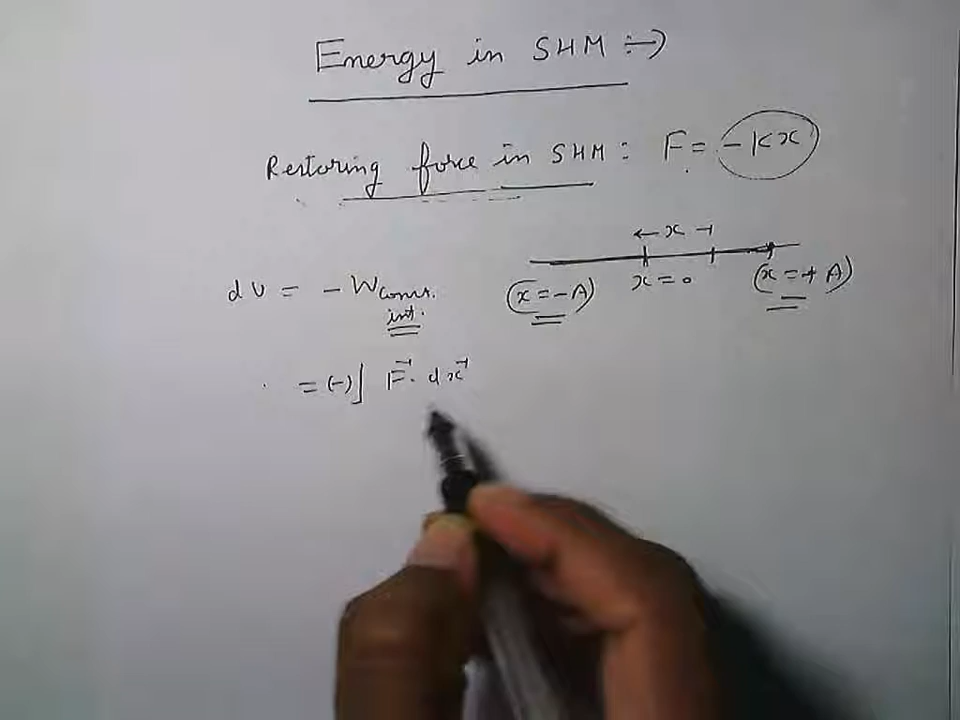 Energy in SHM :→
Restoring force in SHM : F = -Kx
← x →
(x = -A) x = 0 (x = + A)
dU = - Wcons.
int.
= (-)∫ F⃗. dx⃗